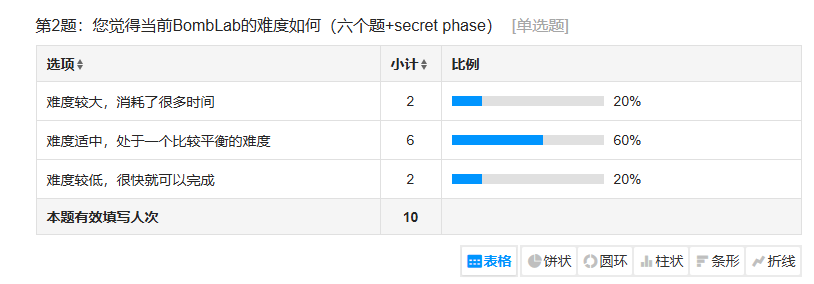 第2题：您觉得当前BombLab的难度如何（六个题+secret phase） [单选题]
选项 小计 比例
难度较大，消耗了很多时间 2 20%
难度适中，处于一个比较平衡的难度 6 60%
难度较低，很快就可以完成 2 20%
本题有效填写人次 10
表格 饼状 圆环 柱状 条形 折线